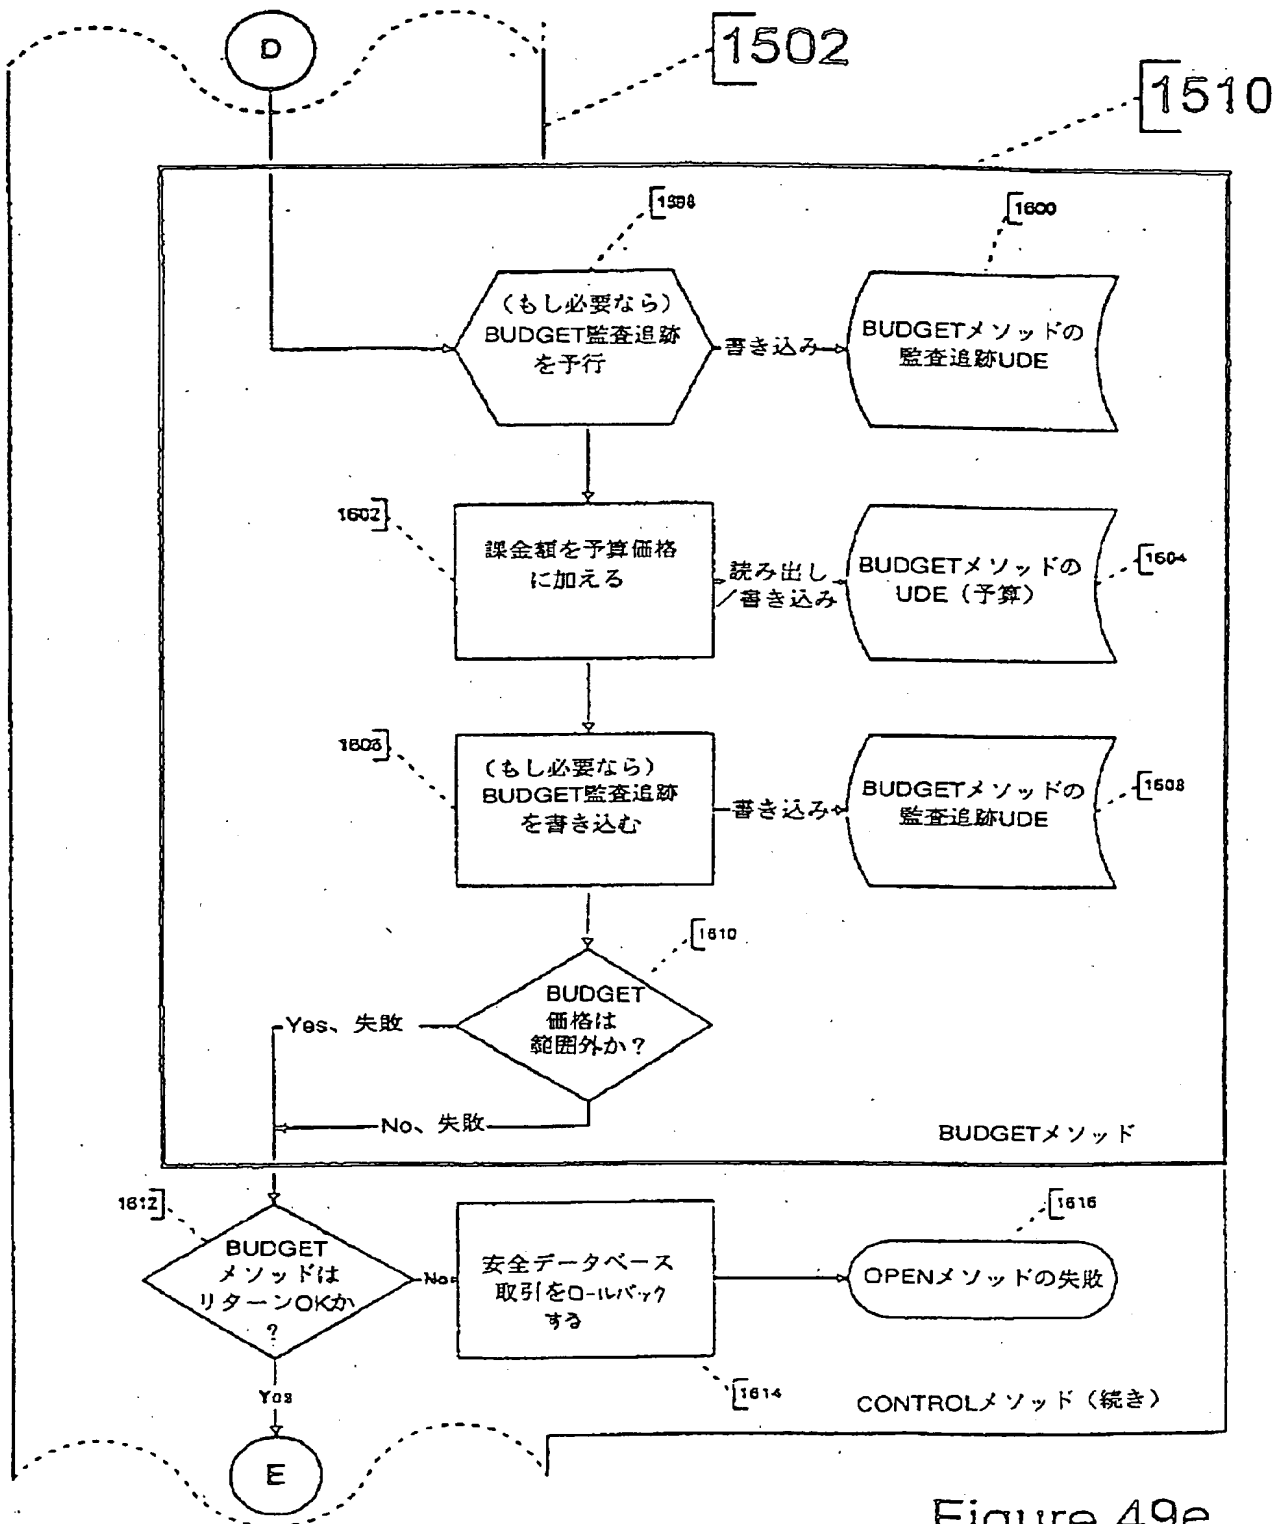 D
1502
1510
1598
1600
(もし必要なら)
BUDGET監査追跡
を予行
書き込み
BUDGETメソッドの
監査追跡UDE
1602
課金額を予算価格
に加える
読み出し
/書き込み
BUDGETメソッドの
UDE(予算)
1604
1606
(もし必要なら)
BUDGET監査追跡
を書き込む
書き込み
BUDGETメソッドの
監査追跡UDE
1608
1610
BUDGET
価格は
範囲外か?
Yes、失敗
No、失敗
BUDGETメソッド
1612
BUDGET
メソッドは
リターンOKか
?
No
安全データベース
取引をロールバック
する
1614
OPENメソッドの失敗
1616
Yes
CONTROLメソッド(続き)
E
Figure 49e